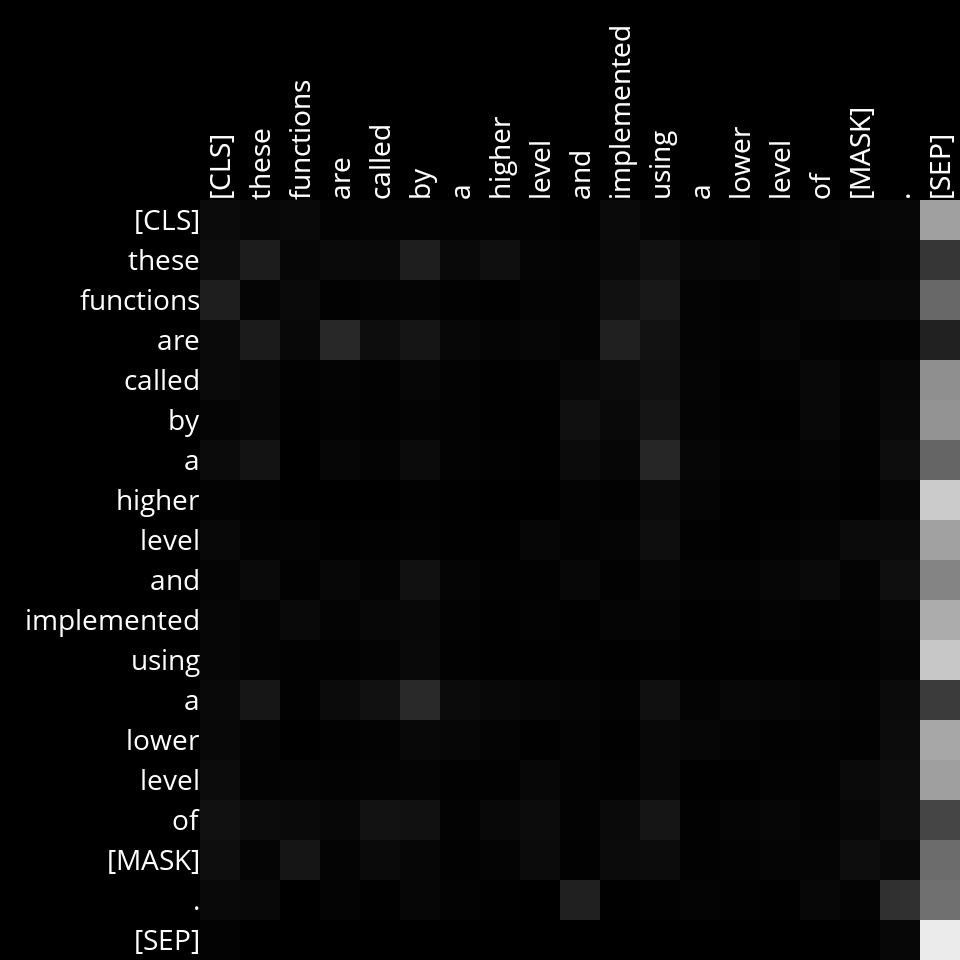 [CLS]
these
functions
are
called
by
a
higher
level
and
implemented
using
a
lower
level
of
[MASK]
.
[SEP]
[CLS]
these
functions
are
called
by
a
higher
level
and
implemented
using
a
lower
level
of
[MASK]
.
[SEP]